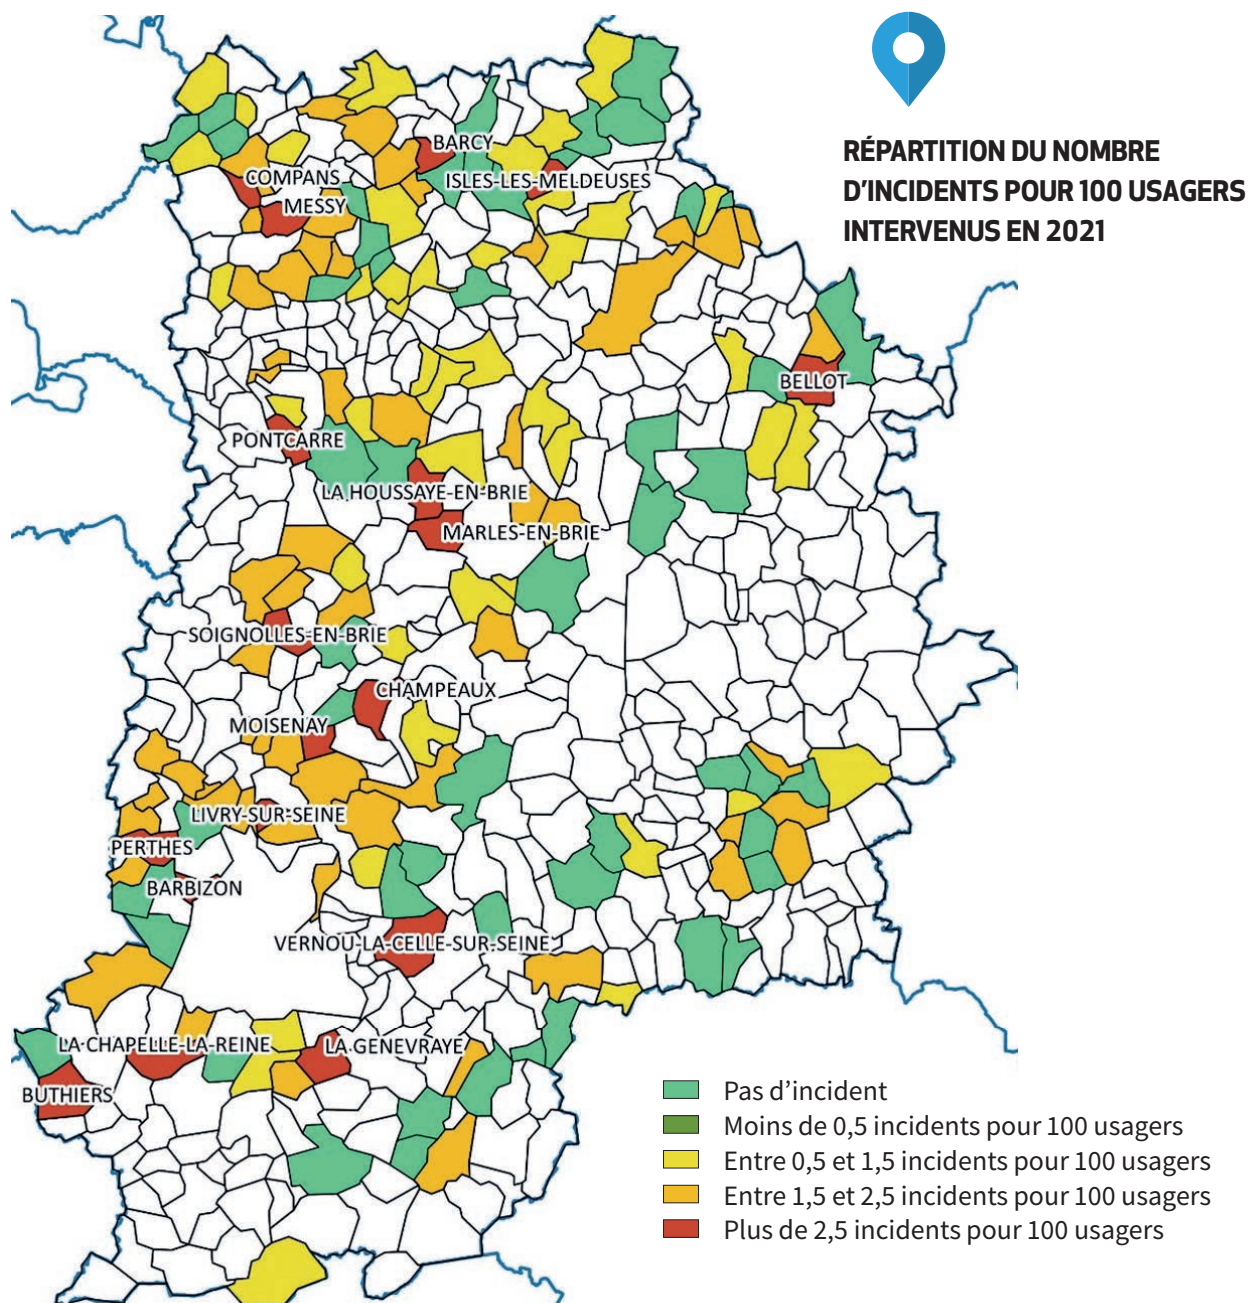 RÉPARTITION DU NOMBRE
D'INCIDENTS POUR 100 USAGERS
INTERVENUS EN 2021
BARCY
COMPANS
ISLES-LES-MELDEUSES
MESSY
BELLOT
PONTCARRE
LA HOUSSAYE-EN-BRIE
MARLES-EN-BRIE
SOIGNOLLES-EN-BRIE
CHAMPEAUX
MOISENAY
LIVRY-SUR-SEINE
PERTHES
BARBIZON
VERNOU-LA-CELLE-SUR-SEINE
LA-CHAPELLE-LA-REINE
LA-GENEVRAYE
BUTHIERS
Pas d'incident
Moins de 0,5 incidents pour 100 usagers
Entre 0,5 et 1,5 incidents pour 100 usagers
Entre 1,5 et 2,5 incidents pour 100 usagers
Plus de 2,5 incidents pour 100 usagers